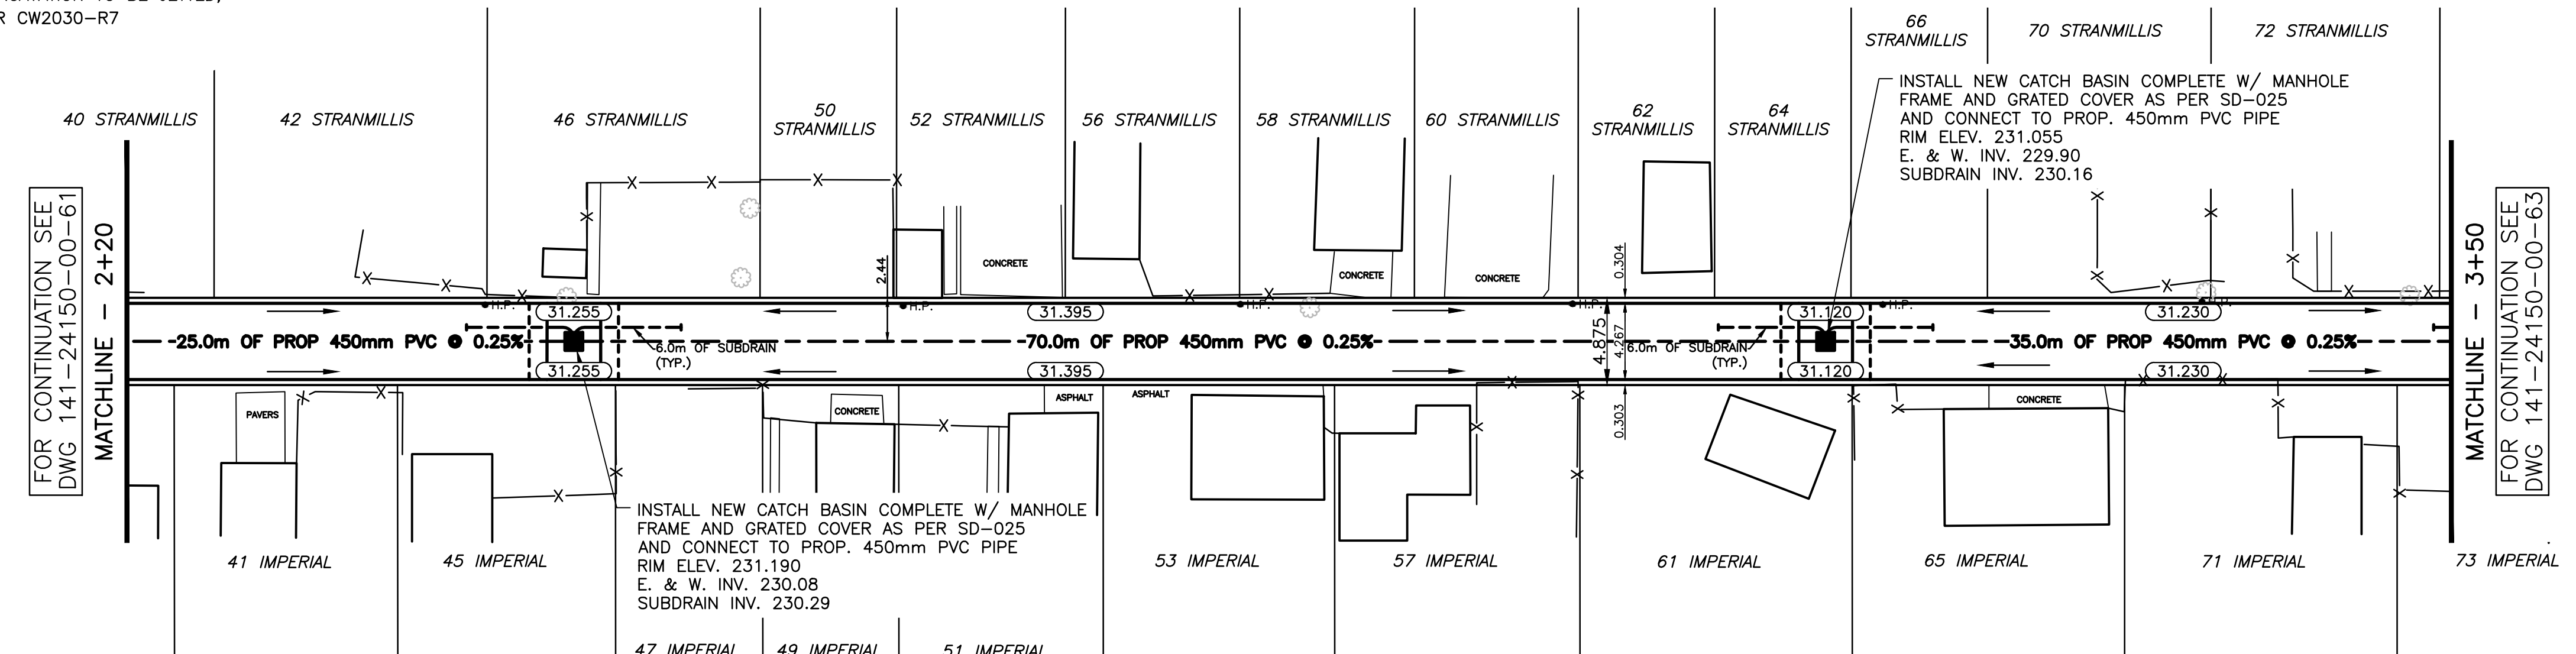 R CW2030-R7
66
STRANMILLIS
70 STRANMILLIS
72 STRANMILLIS
INSTALL NEW CATCH BASIN COMPLETE W/ MANHOLE
FRAME AND GRATED COVER AS PER SD-025
AND CONNECT TO PROP. 450mm PVC PIPE
RIM ELEV. 231.055
E. & W. INV. 229.90
SUBDRAIN INV. 230.16
40 STRANMILLIS
42 STRANMILLIS
46 STRANMILLIS
50
STRANMILLIS
52 STRANMILLIS
56 STRANMILLIS
58 STRANMILLIS
60 STRANMILLIS
62
STRANMILLIS
64
STRANMILLIS
FOR CONTINUATION SEE
DWG 141-24150-00-61
MATCHLINE - 2+20
CONCRETE
CONCRETE
CONCRETE
2.44
0.304
H.P.
H.P.
H.P.
H.P.
H.P.
31.255
31.395
31.120
31.230
25.0m OF PROP 450mm PVC @ 0.25%
6.0m OF SUBDRAIN
(TYP.)
70.0m OF PROP 450mm PVC @ 0.25%
4.875
4.267
6.0m OF SUBDRAIN
(TYP.)
35.0m OF PROP 450mm PVC @ 0.25%
31.255
31.395
31.120
31.230
0.303
PAVERS
CONCRETE
ASPHALT
ASPHALT
CONCRETE
MATCHLINE - 3+50
FOR CONTINUATION SEE
DWG 141-24150-00-63
INSTALL NEW CATCH BASIN COMPLETE W/ MANHOLE
FRAME AND GRATED COVER AS PER SD-025
AND CONNECT TO PROP. 450mm PVC PIPE
RIM ELEV. 231.190
E. & W. INV. 230.08
SUBDRAIN INV. 230.29
41 IMPERIAL
45 IMPERIAL
53 IMPERIAL
57 IMPERIAL
61 IMPERIAL
65 IMPERIAL
71 IMPERIAL
73 IMPERIAL
47 IMPERIAL
49 IMPERIAL
51 IMPERIAL